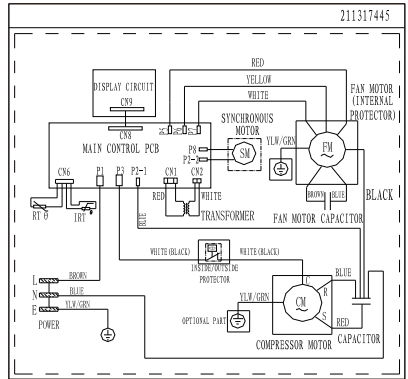 211317445
RED
YELLOW
WHITE
DISPLAY CIRCUIT
CN9
CN8
MAIN CONTROL PCB
SYNCHRONOUS
MOTOR
SM
P8
P2-2
FAN MOTOR
(INTERNAL
PROTECTOR)
FM
YLW/GRN
BROWN
BLUE
FAN MOTOR CAPACITOR
BLACK
CN6
P1
P3
P2-1
CN1
CN2
RT θ
IRT
BLUE
RED
WHITE
TRANSFORMER
WHITE(BLACK)
WHITE(BLACK)
INSIDE/OUTSIDE
PROTECTOR
L
BROWN
N
BLUE
E
YLW/GRN
POWER
YLW/GRN
OPTIONAL PART
C
R
S
CM
BLUE
RED
CAPACITOR
COMPRESSOR MOTOR